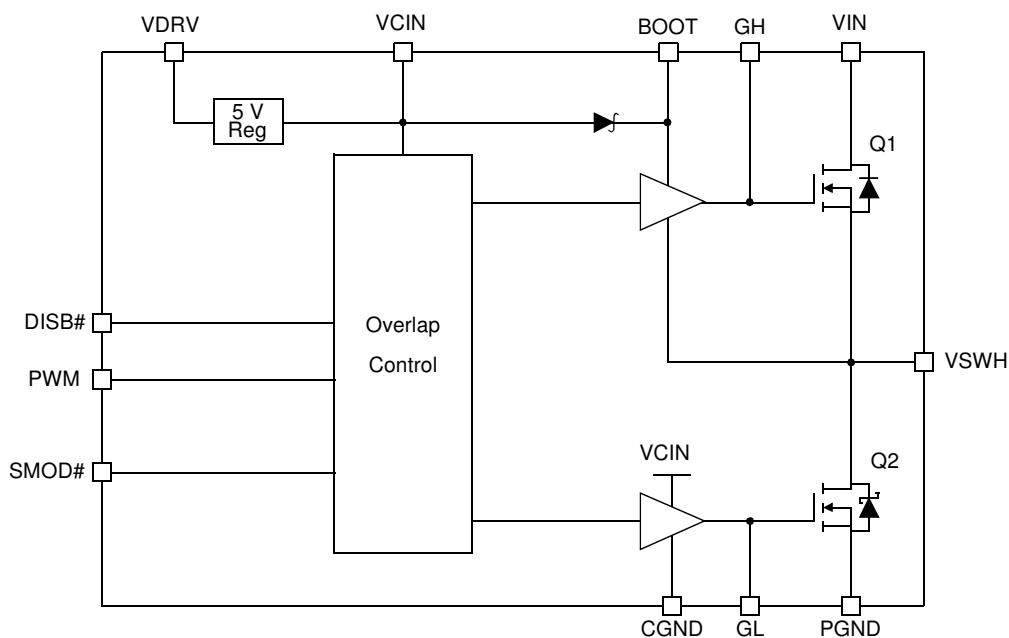 VDRV
VCIN
BOOT
GH
VIN
5 V
Reg
Q1
DISB#
Overlap
Control
PWM
VSWH
SMOD#
VCIN
Q2
CGND
GL
PGND